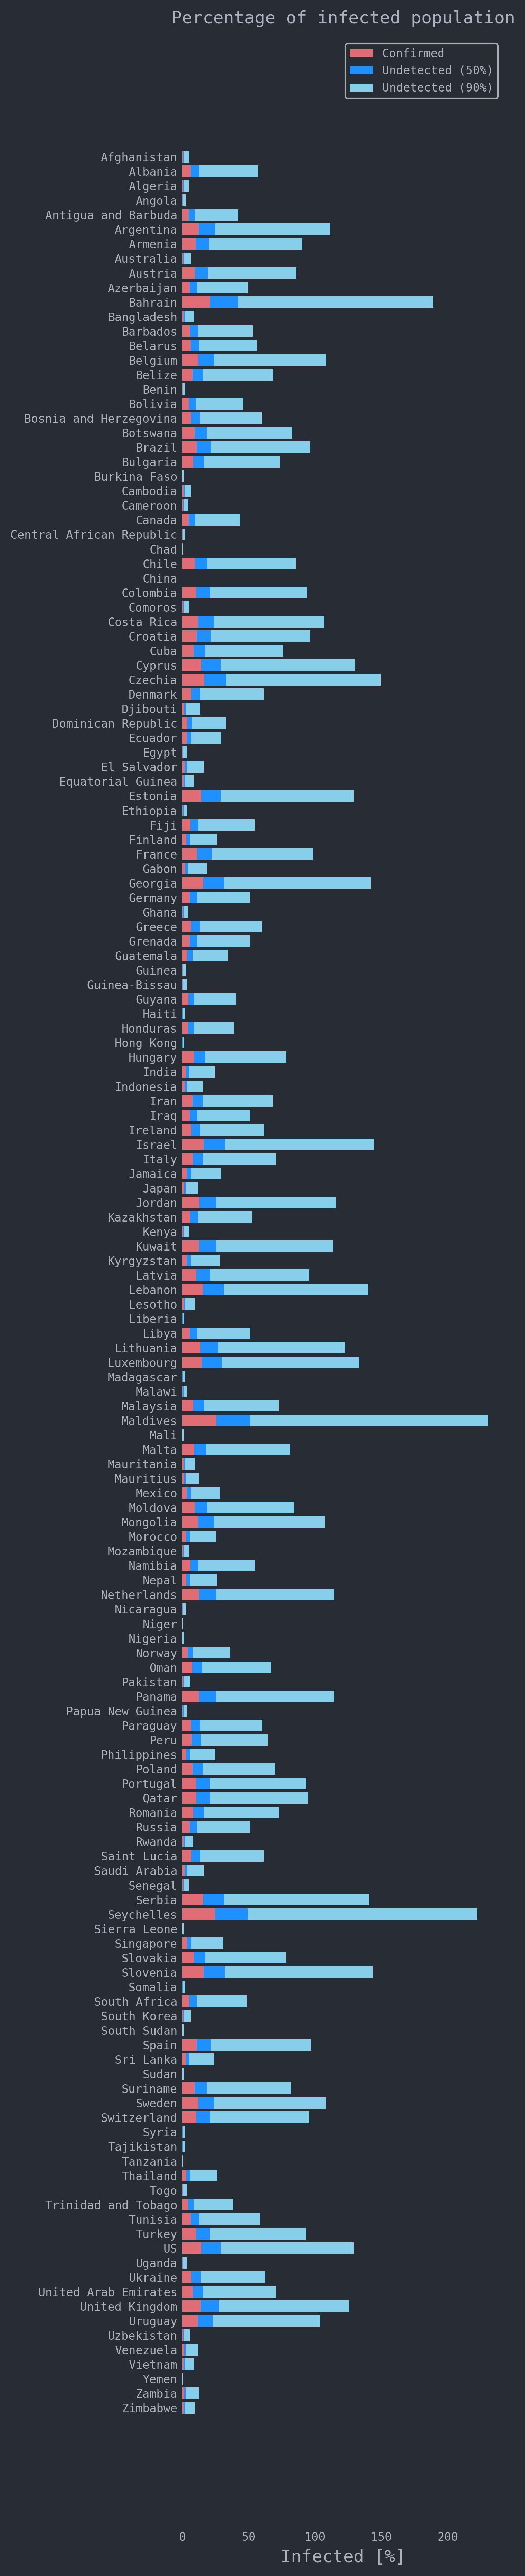 Percentage of infected population
Confirmed
Undetected (50%)
Undetected (90%)
Afghanistan
Albania
Algeria
Angola
Antigua and Barbuda
Argentina
Armenia
Australia
Austria
Azerbaijan
Bahrain
Bangladesh
Barbados
Belarus
Belgium
Belize
Benin
Bolivia
Bosnia and Herzegovina
Botswana
Brazil
Bulgaria
Burkina Faso
Cambodia
Cameroon
Canada
Central African Republic
Chad
Chile
China
Colombia
Comoros
Costa Rica
Croatia
Cuba
Cyprus
Czechia
Denmark
Djibouti
Dominican Republic
Ecuador
Egypt
El Salvador
Equatorial Guinea
Estonia
Ethiopia
Fiji
Finland
France
Gabon
Georgia
Germany
Ghana
Greece
Grenada
Guatemala
Guinea
Guinea-Bissau
Guyana
Haiti
Honduras
Hong Kong
Hungary
India
Indonesia
Iran
Iraq
Ireland
Israel
Italy
Jamaica
Japan
Jordan
Kazakhstan
Kenya
Kuwait
Kyrgyzstan
Latvia
Lebanon
Lesotho
Liberia
Libya
Lithuania
Luxembourg
Madagascar
Malawi
Malaysia
Maldives
Mali
Malta
Mauritania
Mauritius
Mexico
Moldova
Mongolia
Morocco
Mozambique
Namibia
Nepal
Netherlands
Nicaragua
Niger
Nigeria
Norway
Oman
Pakistan
Panama
Papua New Guinea
Paraguay
Peru
Philippines
Poland
Portugal
Qatar
Romania
Russia
Rwanda
Saint Lucia
Saudi Arabia
Senegal
Serbia
Seychelles
Sierra Leone
Singapore
Slovakia
Slovenia
Somalia
South Africa
South Korea
South Sudan
Spain
Sri Lanka
Sudan
Suriname
Sweden
Switzerland
Syria
Tajikistan
Tanzania
Thailand
Togo
Trinidad and Tobago
Tunisia
Turkey
US
Uganda
Ukraine
United Arab Emirates
United Kingdom
Uruguay
Uzbekistan
Venezuela
Vietnam
Yemen
Zambia
Zimbabwe
0 50 100 150 200
Infected [%]